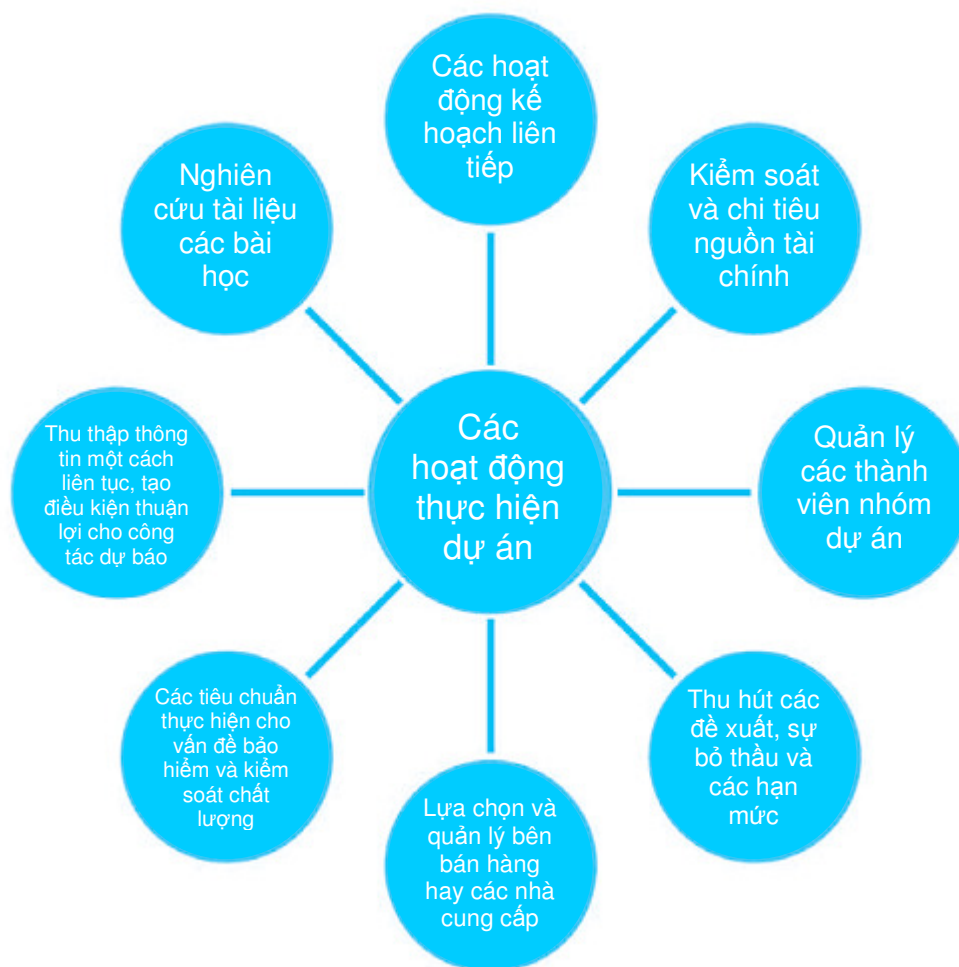 Các hoạt
động kế
hoạch liên
tiếp
Nghiên
cứu tài liệu
các bài
học
Kiểm soát
và chi tiêu
nguồn tài
chính
Thu thập thông
tin một cách
liên tục, tạo
điều kiện thuận
lợi cho công
tác dự báo
Các
hoạt động
thực hiện
dự án
Quản lý
các thành
viên nhóm
dự án
Các tiêu chuẩn
thực hiện cho
vấn đề bảo
hiểm và kiểm
soát chất
lượng
Lựa chọn và
quản lý bên
bán hàng
hay các nhà
cung cấp
Thu hút các
đề xuất, sự
bỏ thầu và
các hạn
mức